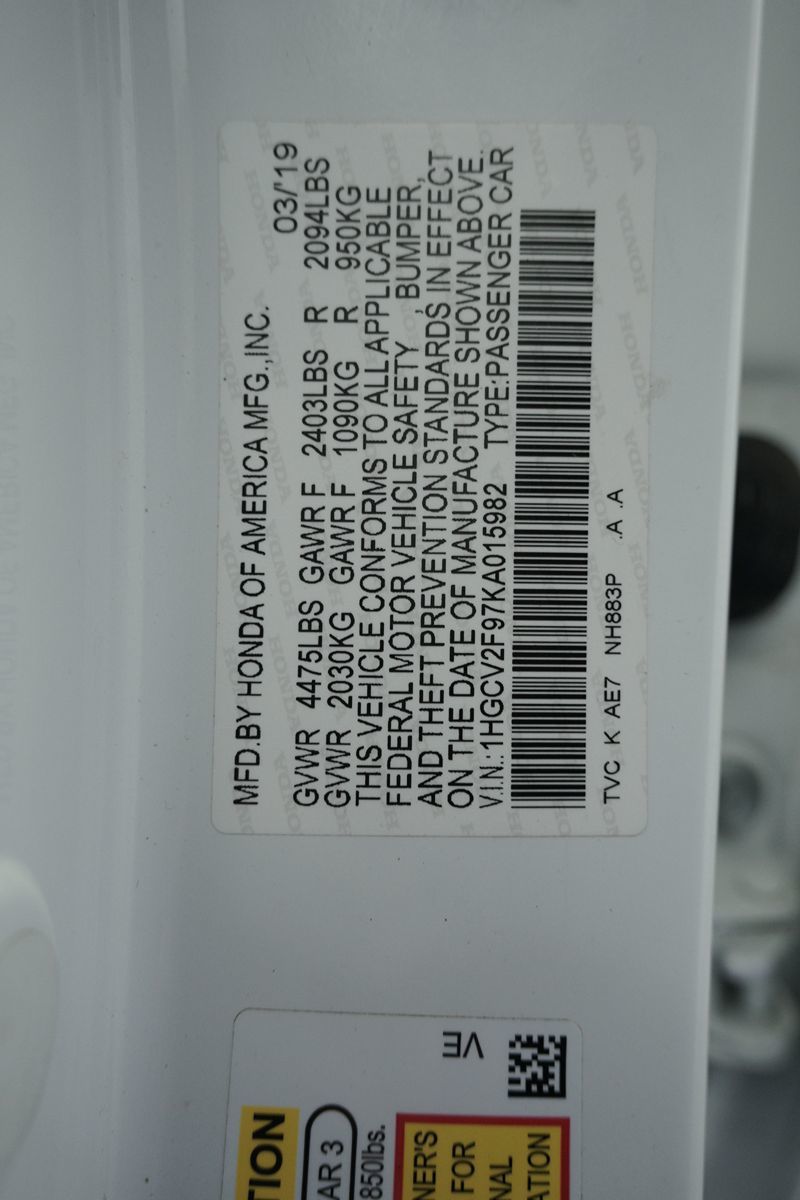 MFD.BY HONDA OF AMERICA MFG.,INC. 03/'19
GVWR 4475LBS GAWR F 2403LBS R 2094LBS
GVWR 2030KG GAWR F 1090KG R 950KG
THIS VEHICLE CONFORMS TO ALL APPLICABLE
FEDERAL MOTOR VEHICLE SAFETY , BUMPER,
AND THEFT PREVENTION STANDARDS IN EFFECT
ON THE DATE OF MANUFACTURE SHOWN ABOVE.
V.I.N.:1HGCV2F97KA015982 TYPE:PASSENGER CAR
TVC K AE7 NH883P .A .A
VE
TION
AR 3
850lbs.
NER'S
FOR
NAL
ATION